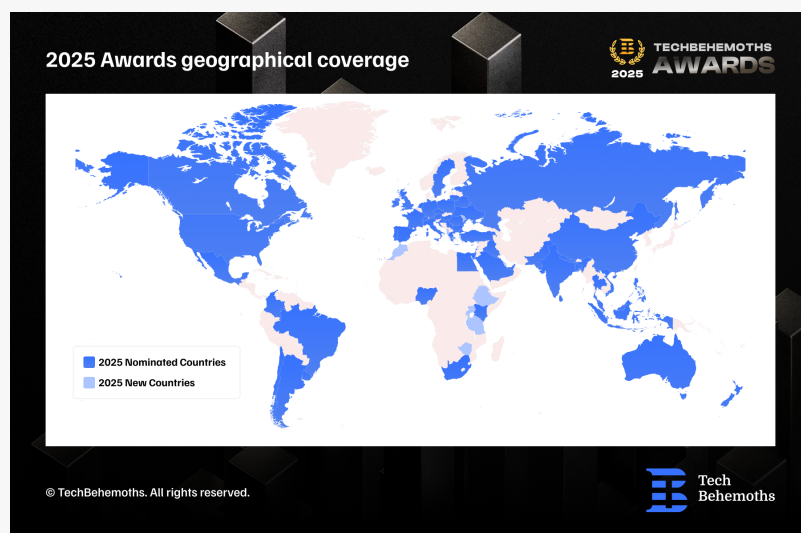 2025 Awards geographical coverage
2025
TECHBEHEMOTHS
AWARDS
2025 Nominated Countries
2025 New Countries
© TechBehemoths. All rights reserved.
Tech
Behemoths